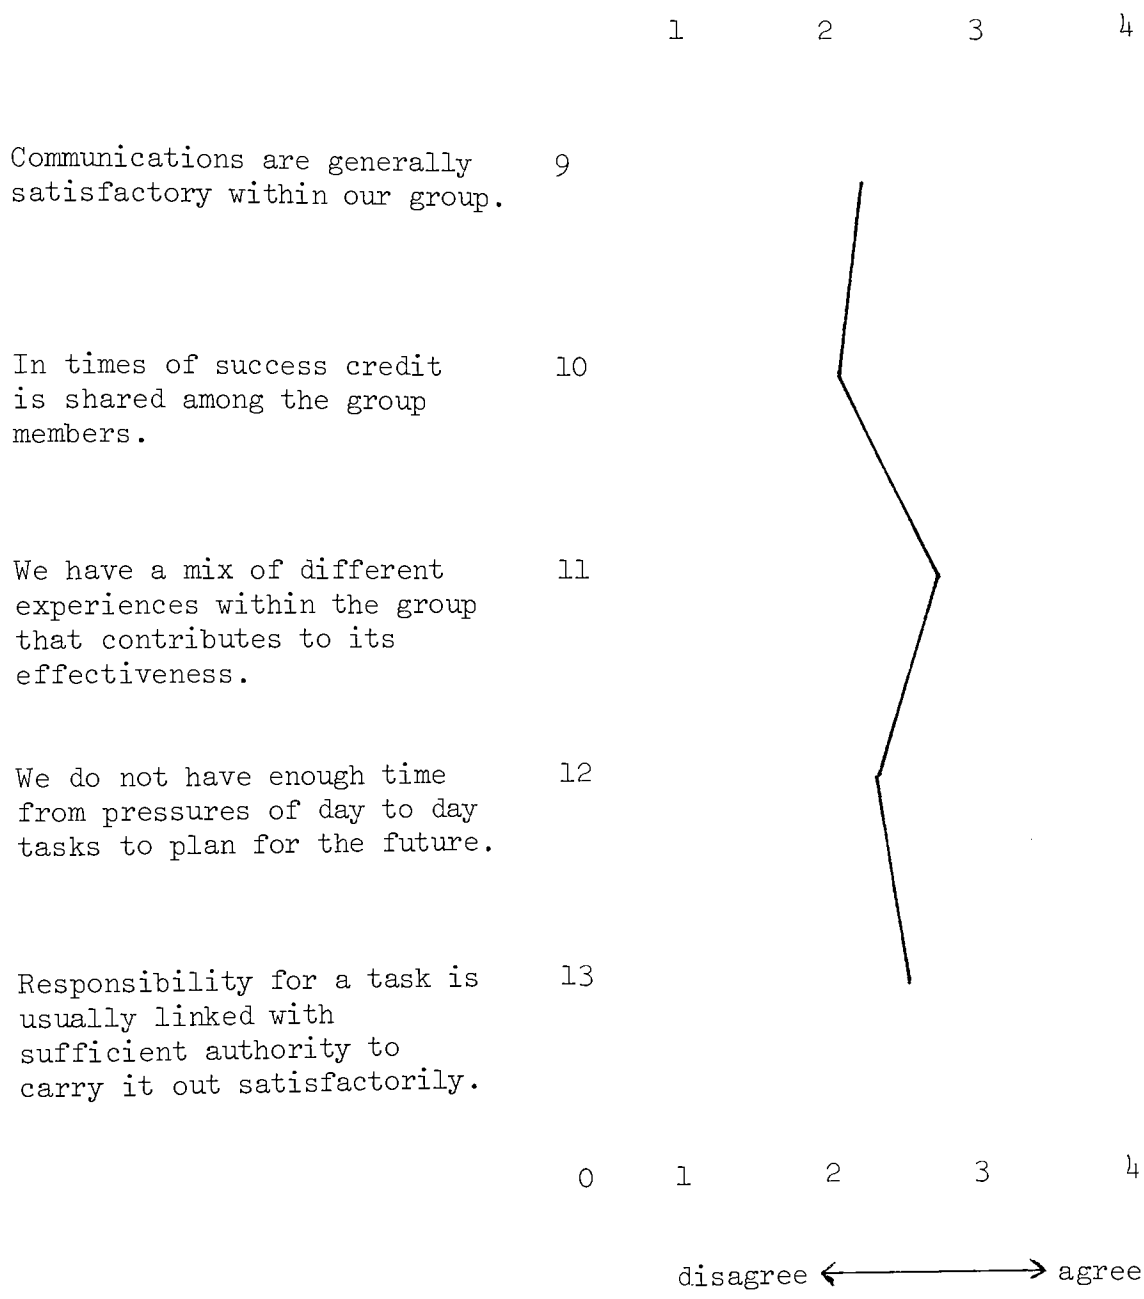 1 2 3 4
Communications are generally 9
satisfactory within our group.
In times of success credit 10
is shared among the group
members.
We have a mix of different 11
experiences within the group
that contributes to its
effectiveness.
We do not have enough time 12
from pressures of day to day
tasks to plan for the future.
Responsibility for a task is 13
usually linked with
sufficient authority to
carry it out satisfactorily.
0 1 2 3 4
disagree agree